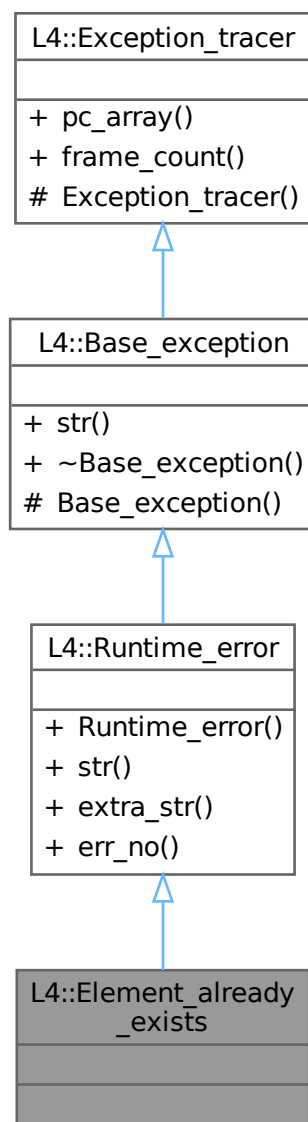 L4::Exception_tracer
+ pc_array()
+ frame_count()
# Exception_tracer()
L4::Base_exception
+ str()
+ ~Base_exception()
# Base_exception()
L4::Runtime_error
+ Runtime_error()
+ str()
+ extra_str()
+ err_no()
L4::Element_already
_exists